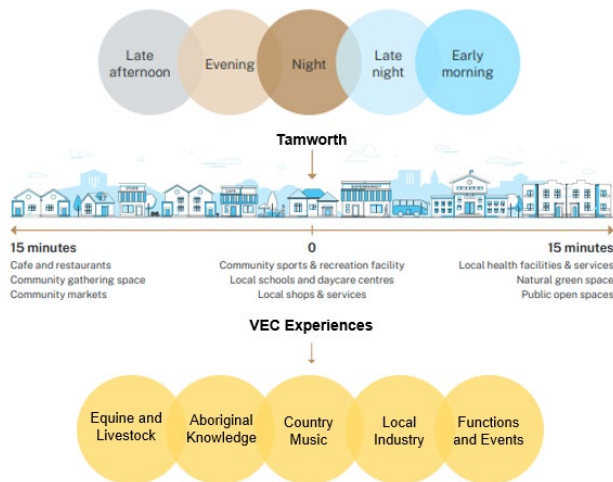 Late
afternoon
Evening
Night
Late
night
Early
morning
Tamworth
STORE
CAFE
SUPERMARKET
15 minutes
Cafe and restaurants
Community gathering space
Community markets
0
Community sports & recreation facility
Local schools and daycare centres
Local shops & services
15 minutes
Local health facilities & services
Natural green space
Public open spaces
VEC Experiences
Equine and
Livestock
Aboriginal
Knowledge
Country
Music
Local
Industry
Functions
and Events